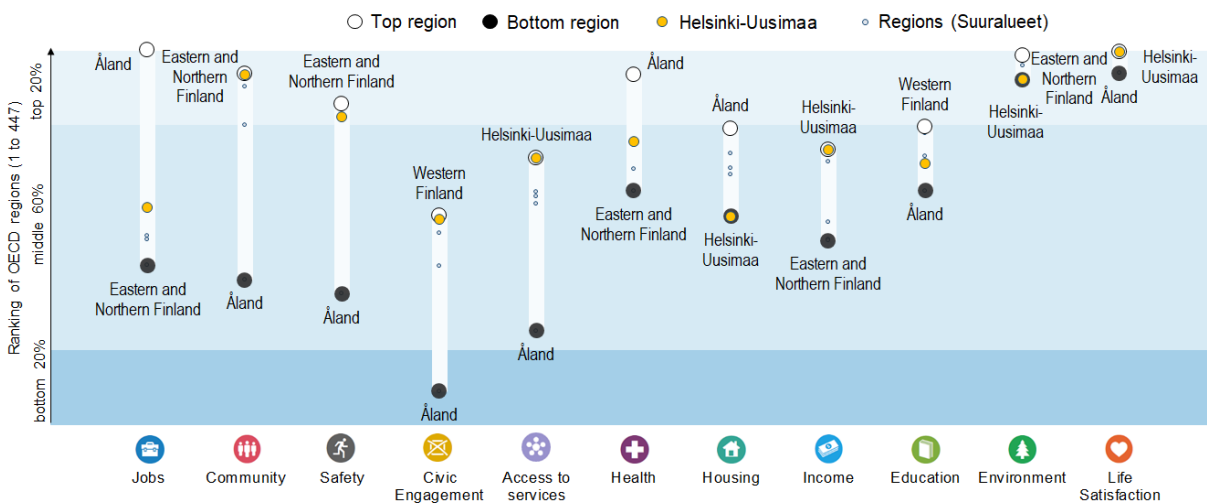 Top region
Bottom region
Helsinki-Uusimaa
Regions (Suuralueet)
Ranking of OECD regions (1 to 447)
top 20%
middle 60%
bottom 20%
Åland
Eastern and
Northern Finland
Eastern and
Northern
Finland
Åland
Eastern and
Northern Finland
Åland
Western
Finland
Åland
Helsinki-Uusimaa
Åland
Åland
Eastern and
Northern Finland
Åland
Helsinki-
Uusimaa
Helsinki-
Uusimaa
Eastern and
Northern Finland
Western
Finland
Åland
Eastern and
Northern
Finland
Helsinki-
Uusimaa
Helsinki-
Uusimaa
Åland
Jobs
Community
Safety
Civic
Engagement
Access to
services
Health
Housing
Income
Education
Environment
Life
Satisfaction